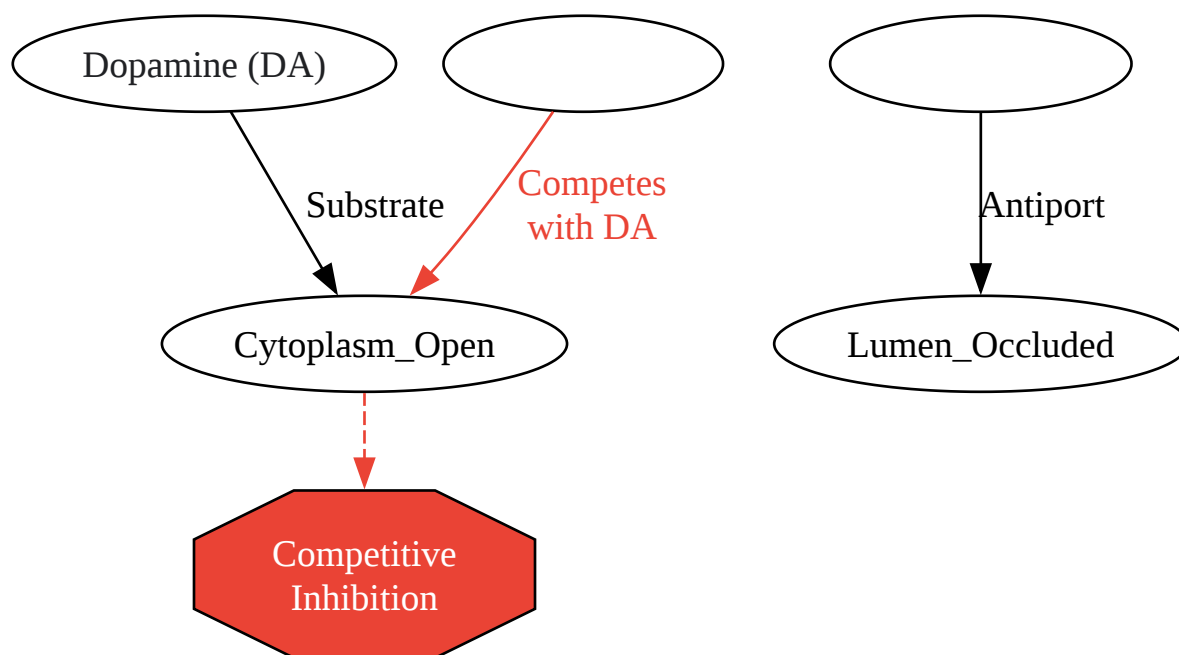 Dopamine (DA)
Substrate
Competes
with DA
Antiport
Cytoplasm_Open
Lumen_Occluded
Competitive
Inhibition